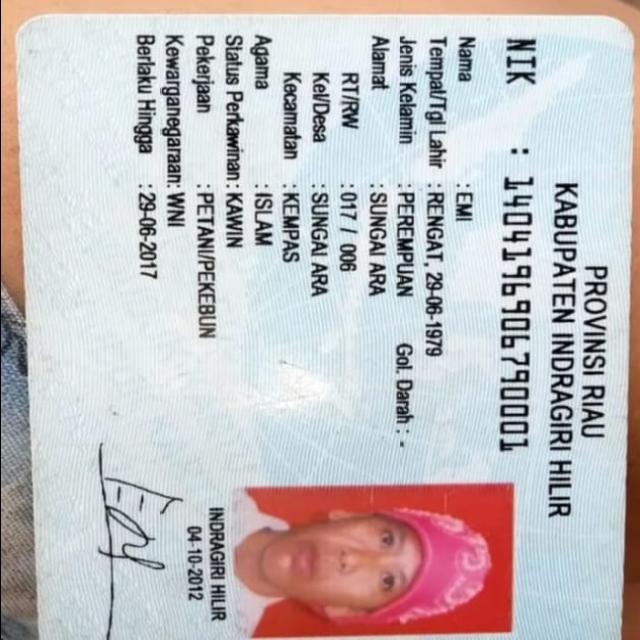 PROVINSI RIAU
KABUPATEN INDRAGIRI HILIR
NIK : 1404196906790001
Nama : EMI
Tempat/Tgl Lahir : RENGAT, 29-06-1979
Jenis Kelamin : PEREMPUAN Gol. Darah : -
Alamat : SUNGAI ARA
RT/RW : 017 / 006
Kel/Desa : SUNGAI ARA
Kecamatan : KEMPAS
Agama : ISLAM
Status Perkawinan : KAWIN
Pekerjaan : PETANI/PEKEBUN
Kewarganegaraan: WNI
Berlaku Hingga : 29-06-2017
INDRAGIRI HILIR
04-10-2012